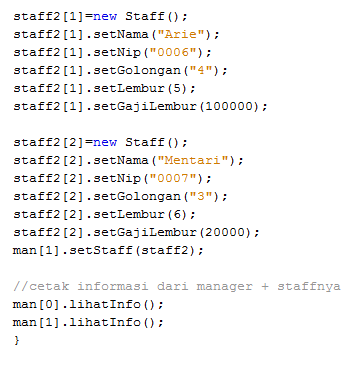 staff2[1]=new Staff();
staff2[1].setNama("Arie");
staff2[1].setNip("0006");
staff2[1].setGolongan("4");
staff2[1].setLembur(5);
staff2[1].setGajiLembur(100000);
staff2[2]=new Staff();
staff2[2].setNama("Mentari");
staff2[2].setNip("0007");
staff2[2].setGolongan("3");
staff2[2].setLembur(6);
staff2[2].setGajiLembur(20000);
man[1].setStaff(staff2);
//cetak informasi dari manager + staffnya
man[0].lihatInfo();
man[1].lihatInfo();
}